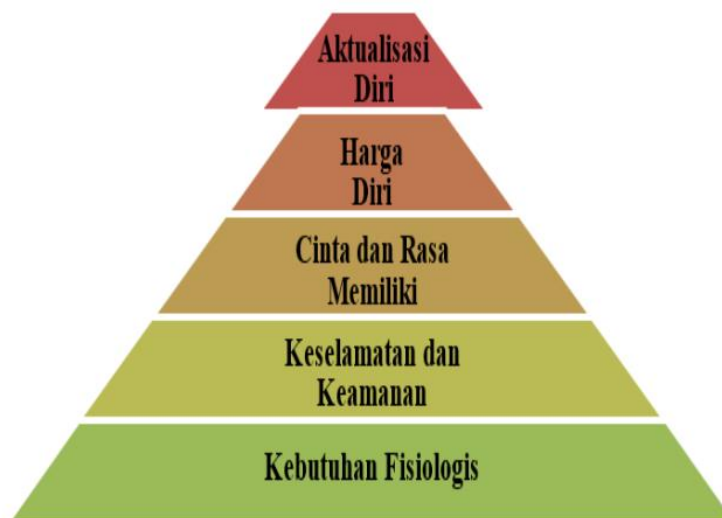 Aktualisasi
Diri
Harga
Diri
Cinta dan Rasa
Memiliki
Keselamatan dan
Keamanan
Kebutuhan Fisiologis